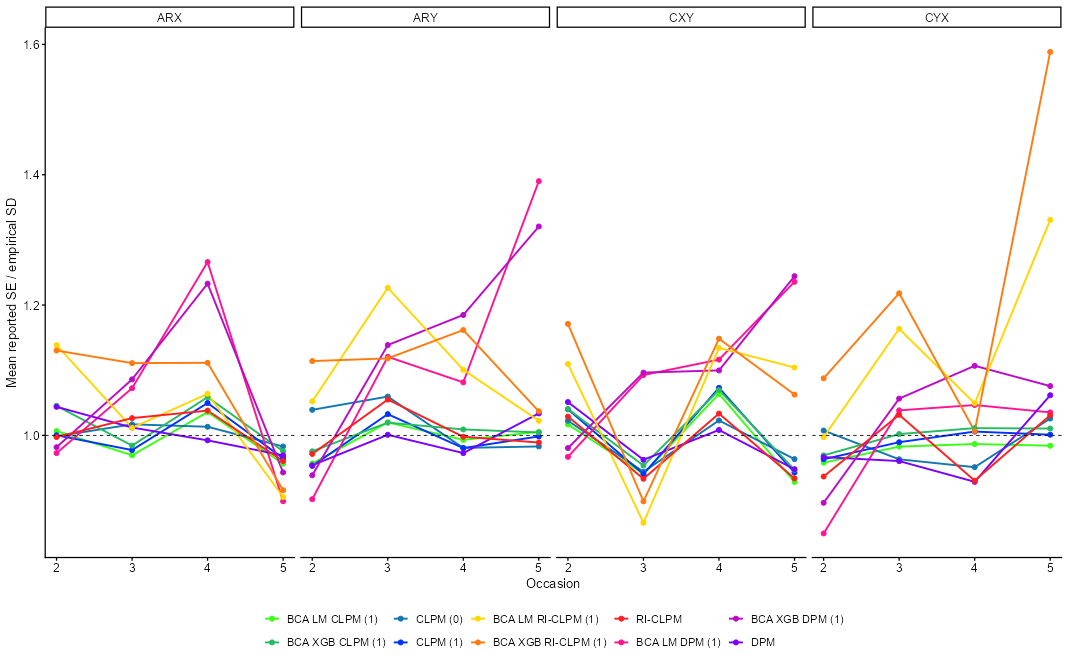 ARX ARY CXY CYX
1.6
1.4
1.2
1.0
Mean reported SE / empirical SD
2 3 4 5 2 3 4 5 2 3 4 5 2 3 4 5
Occasion
BCA LM CLPM (1) CLPM (0) BCA LM RI-CLPM (1) RI-CLPM BCA XGB DPM (1)
BCA XGB CLPM (1) CLPM (1) BCA XGB RI-CLPM (1) BCA LM DPM (1) DPM